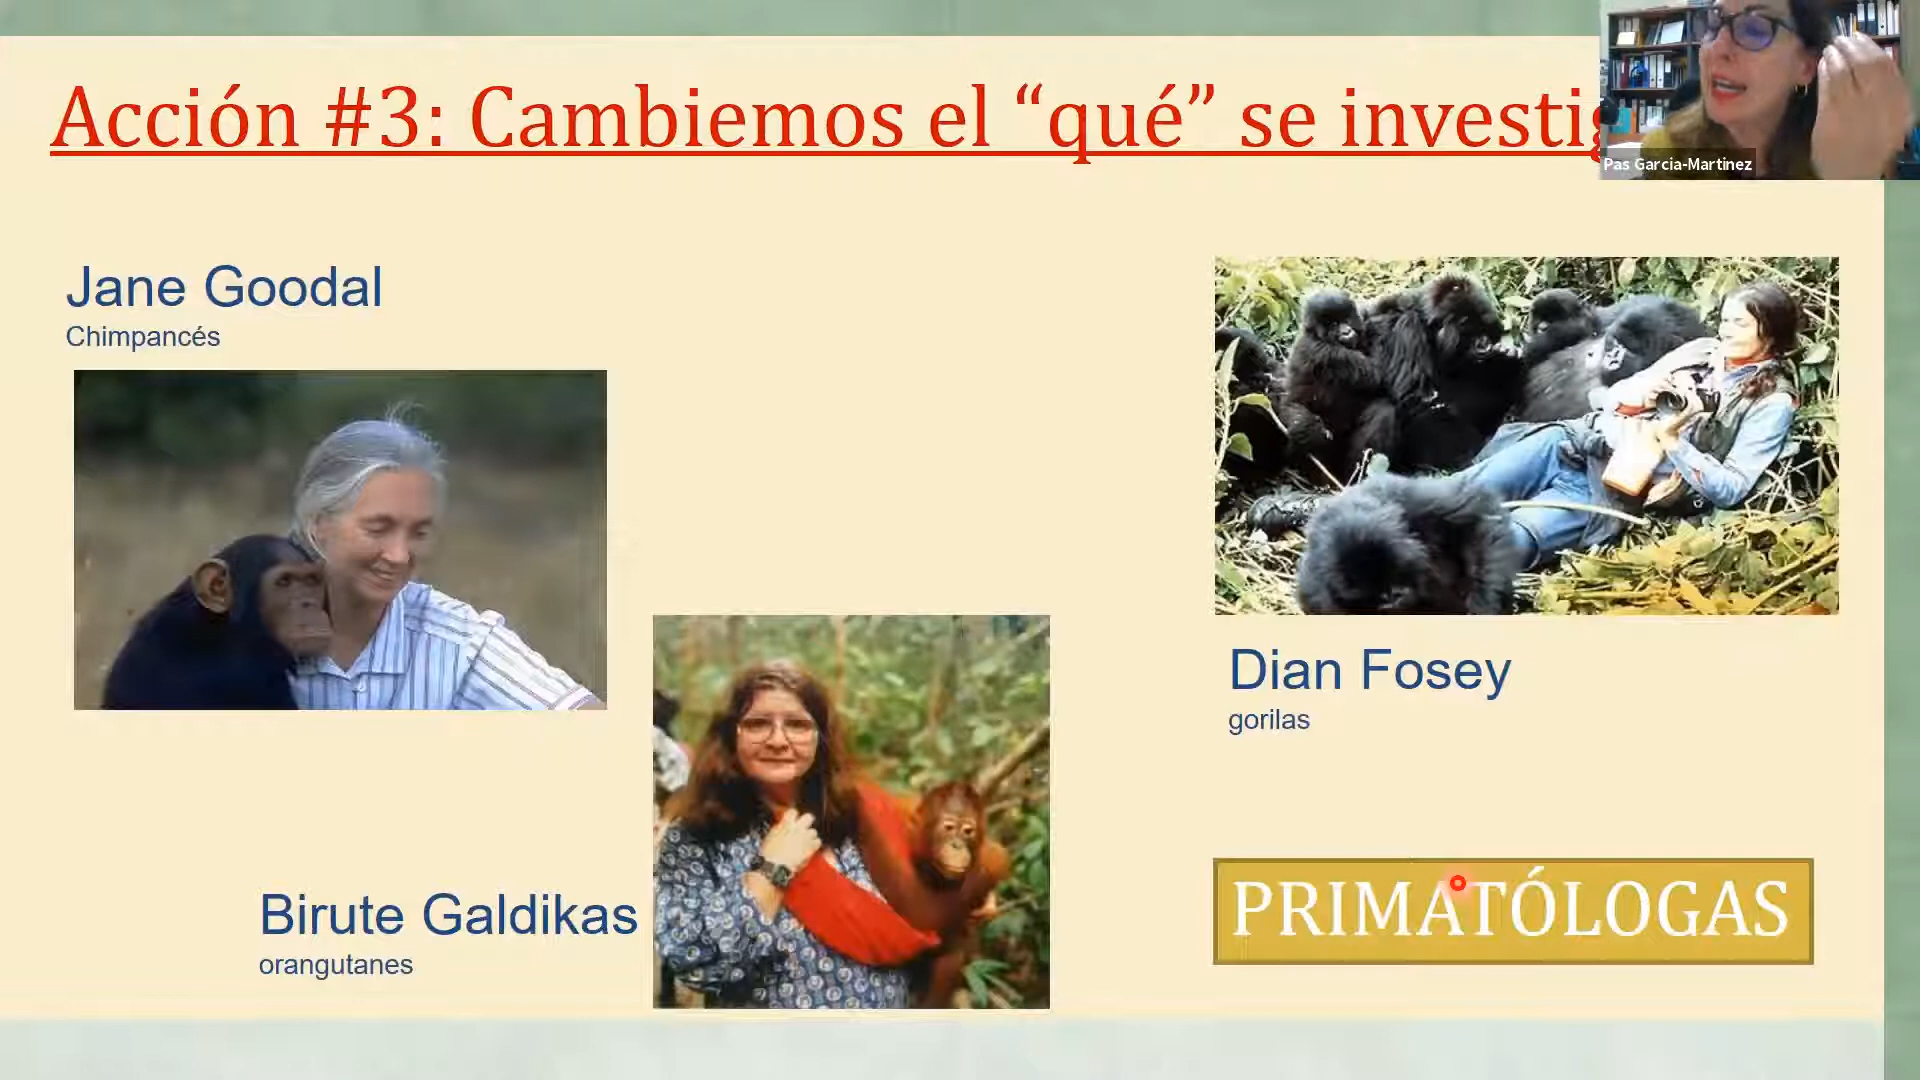 Acción #3: Cambiemos el “qué” se investig
Pas Garcia-Martinez
Jane Goodal
Chimpancés
Dian Fosey
gorilas
Birute Galdikas
orangutanes
PRIMATÓLOGAS